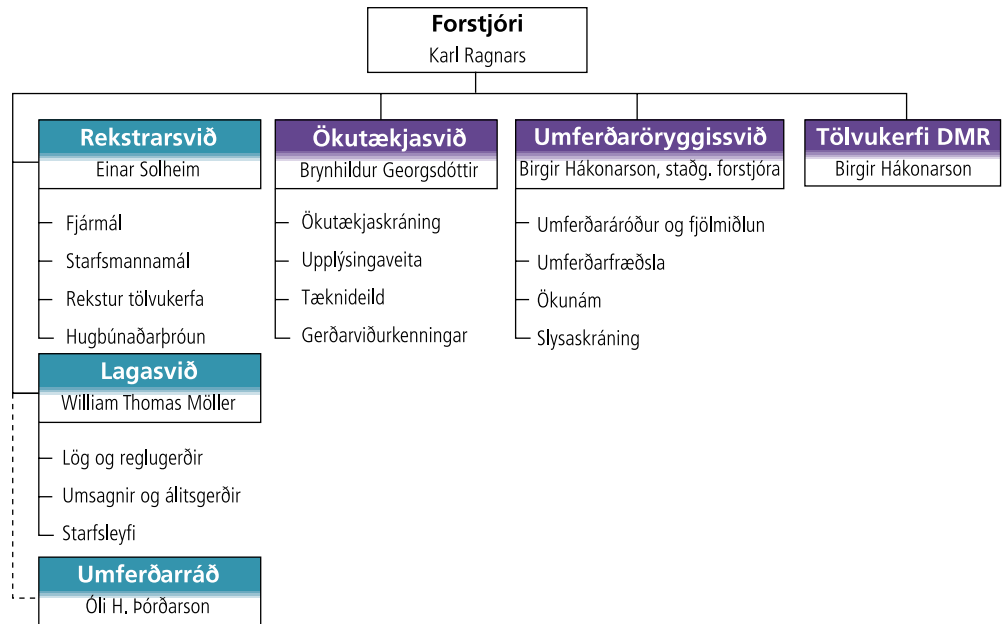 Forstjóri
Karl Ragnars
Rekstrarsvið
Einar Solheim
Fjármál
Starfsmannamál
Rekstur tölvukerfa
Hugbúnaðarþróun
Lagasvið
William Thomas Möller
Lög og reglugerðir
Umsagnir og álitsgerðir
Starfsleyfi
Umferðarráð
Óli H. Þórðarson
Ökutækjasvið
Brynhildur Georgsdóttir
Ökutækjaskráning
Upplýsingaveita
Tæknideild
Gerðarviðurkenningar
Umferðaröryggissvið
Birgir Hákonarson, staðg. forstjóra
Umferðaráróður og fjölmiðlun
Umferðarfræðsla
Ökunám
Slysaskráning
Tölvukerfi DMR
Birgir Hákonarson